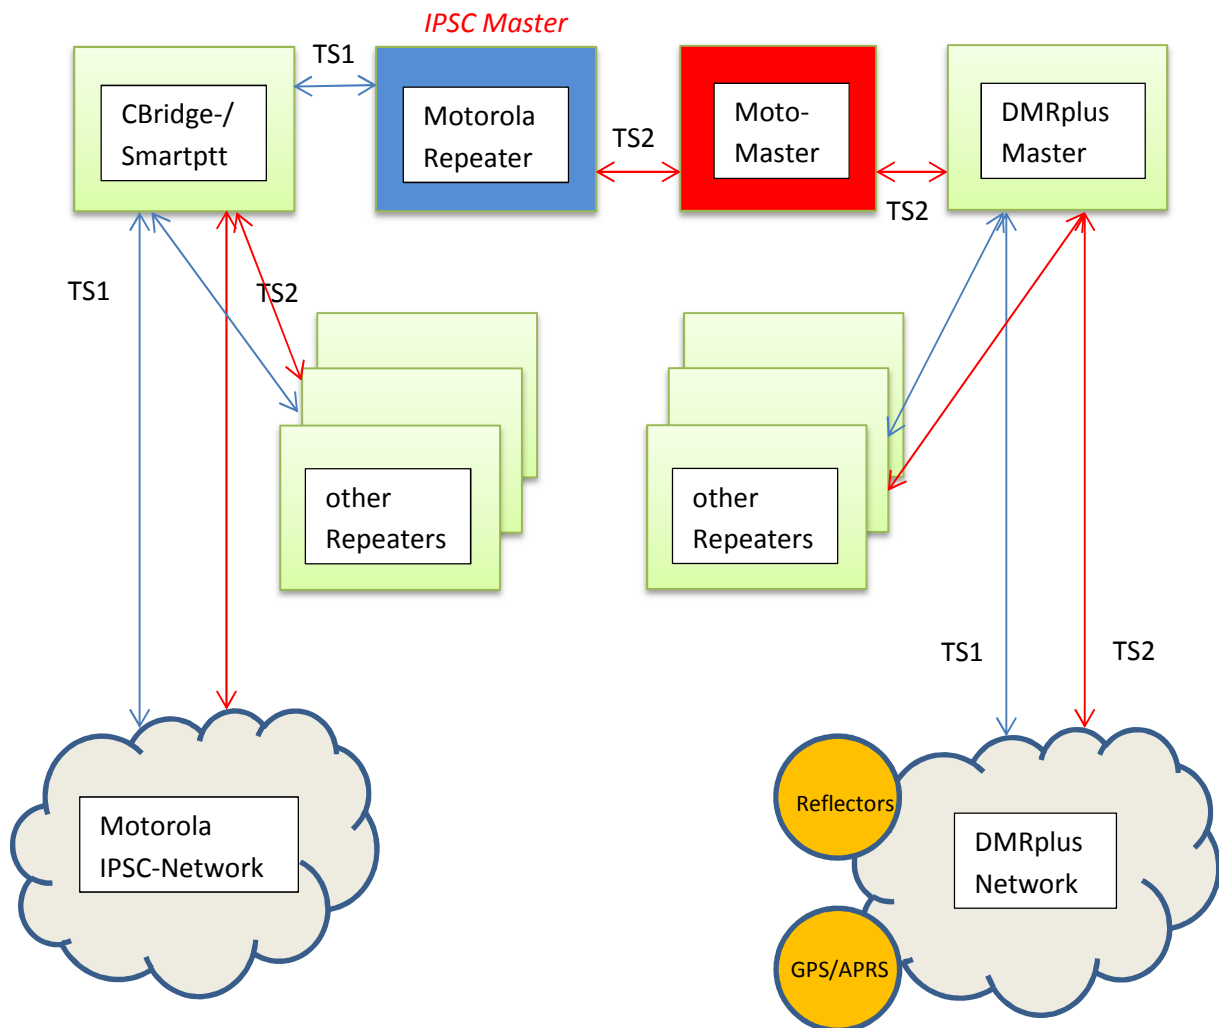 IPSC Master
TS1
CBridge-/
Smartptt
Motorola
Repeater
TS2
Moto-
Master
TS2
DMRplus
Master
TS1
TS2
other
Repeaters
other
Repeaters
TS1
TS2
Motorola
IPSC-Network
Reflectors
DMRplus
Network
GPS/APRS